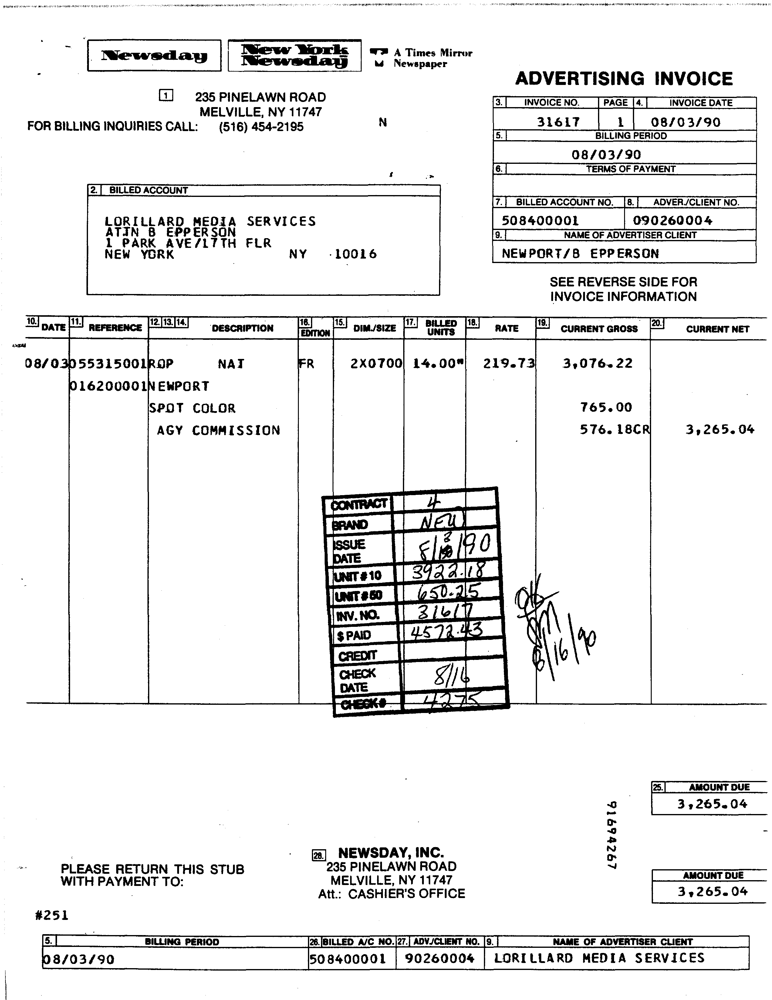 Newsday
New York Newsday
A Times Mirror Newspaper
ADVERTISING INVOICE
1 235 PINELAWN ROAD
MELVILLE, NY 11747
FOR BILLING INQUIRIES CALL: (516) 454-2195
N
3. INVOICE NO. PAGE 4. INVOICE DATE
31617 1 08/03/90
5. BILLING PERIOD
08/03/90
6. TERMS OF PAYMENT
7. BILLED ACCOUNT NO. 8. ADVER./CLIENT NO.
508400001 090260004
9. NAME OF ADVERTISER CLIENT
NEWPORT/B EPPERSON
2. BILLED ACCOUNT
LORILLARD MEDIA SERVICES
ATTN B EPPERSON
1 PARK AVE/17TH FLR
NEW YORK NY 10016
SEE REVERSE SIDE FOR
INVOICE INFORMATION
10. DATE 11. REFERENCE 12. 13. 14. DESCRIPTION 16. EDITION 15. DIM./SIZE 17. BILLED UNITS 18. RATE 19. CURRENT GROSS 20. CURRENT NET
08/03 055315001 ROP NAT FR 2X0700 14.00" 219.73 3,076.22
016200001 NEWPORT
SPOT COLOR 765.00
AGY COMMISSION 576.18CR 3,265.04
CONTRACT 4
BRAND NEW
ISSUE DATE 8/3/90
UNIT # 10 3922.18
UNIT # 50 650.25
INV. NO. 31617
$ PAID 4572.43
CREDIT
CHECK DATE 8/16
CHECK # 4275
8/16/90
25. AMOUNT DUE
3,265.04
91694267
28. NEWSDAY, INC.
235 PINELAWN ROAD
MELVILLE, NY 11747
Att.: CASHIER'S OFFICE
PLEASE RETURN THIS STUB
WITH PAYMENT TO:
AMOUNT DUE
3,265.04
#251
5. BILLING PERIOD 26. BILLED A/C NO. 27. ADV./CLIENT NO. 9. NAME OF ADVERTISER CLIENT
08/03/90 508400001 90260004 LORILLARD MEDIA SERVICES